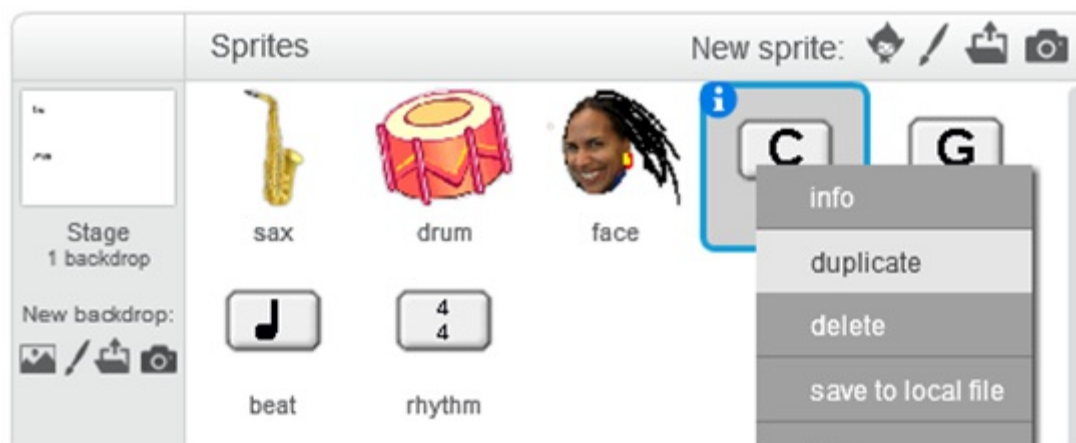 Sprites
New sprite:
i
C
G
sax
drum
face
info
duplicate
delete
save to local file
Stage
1 backdrop
New backdrop:
4
4
beat
rhythm